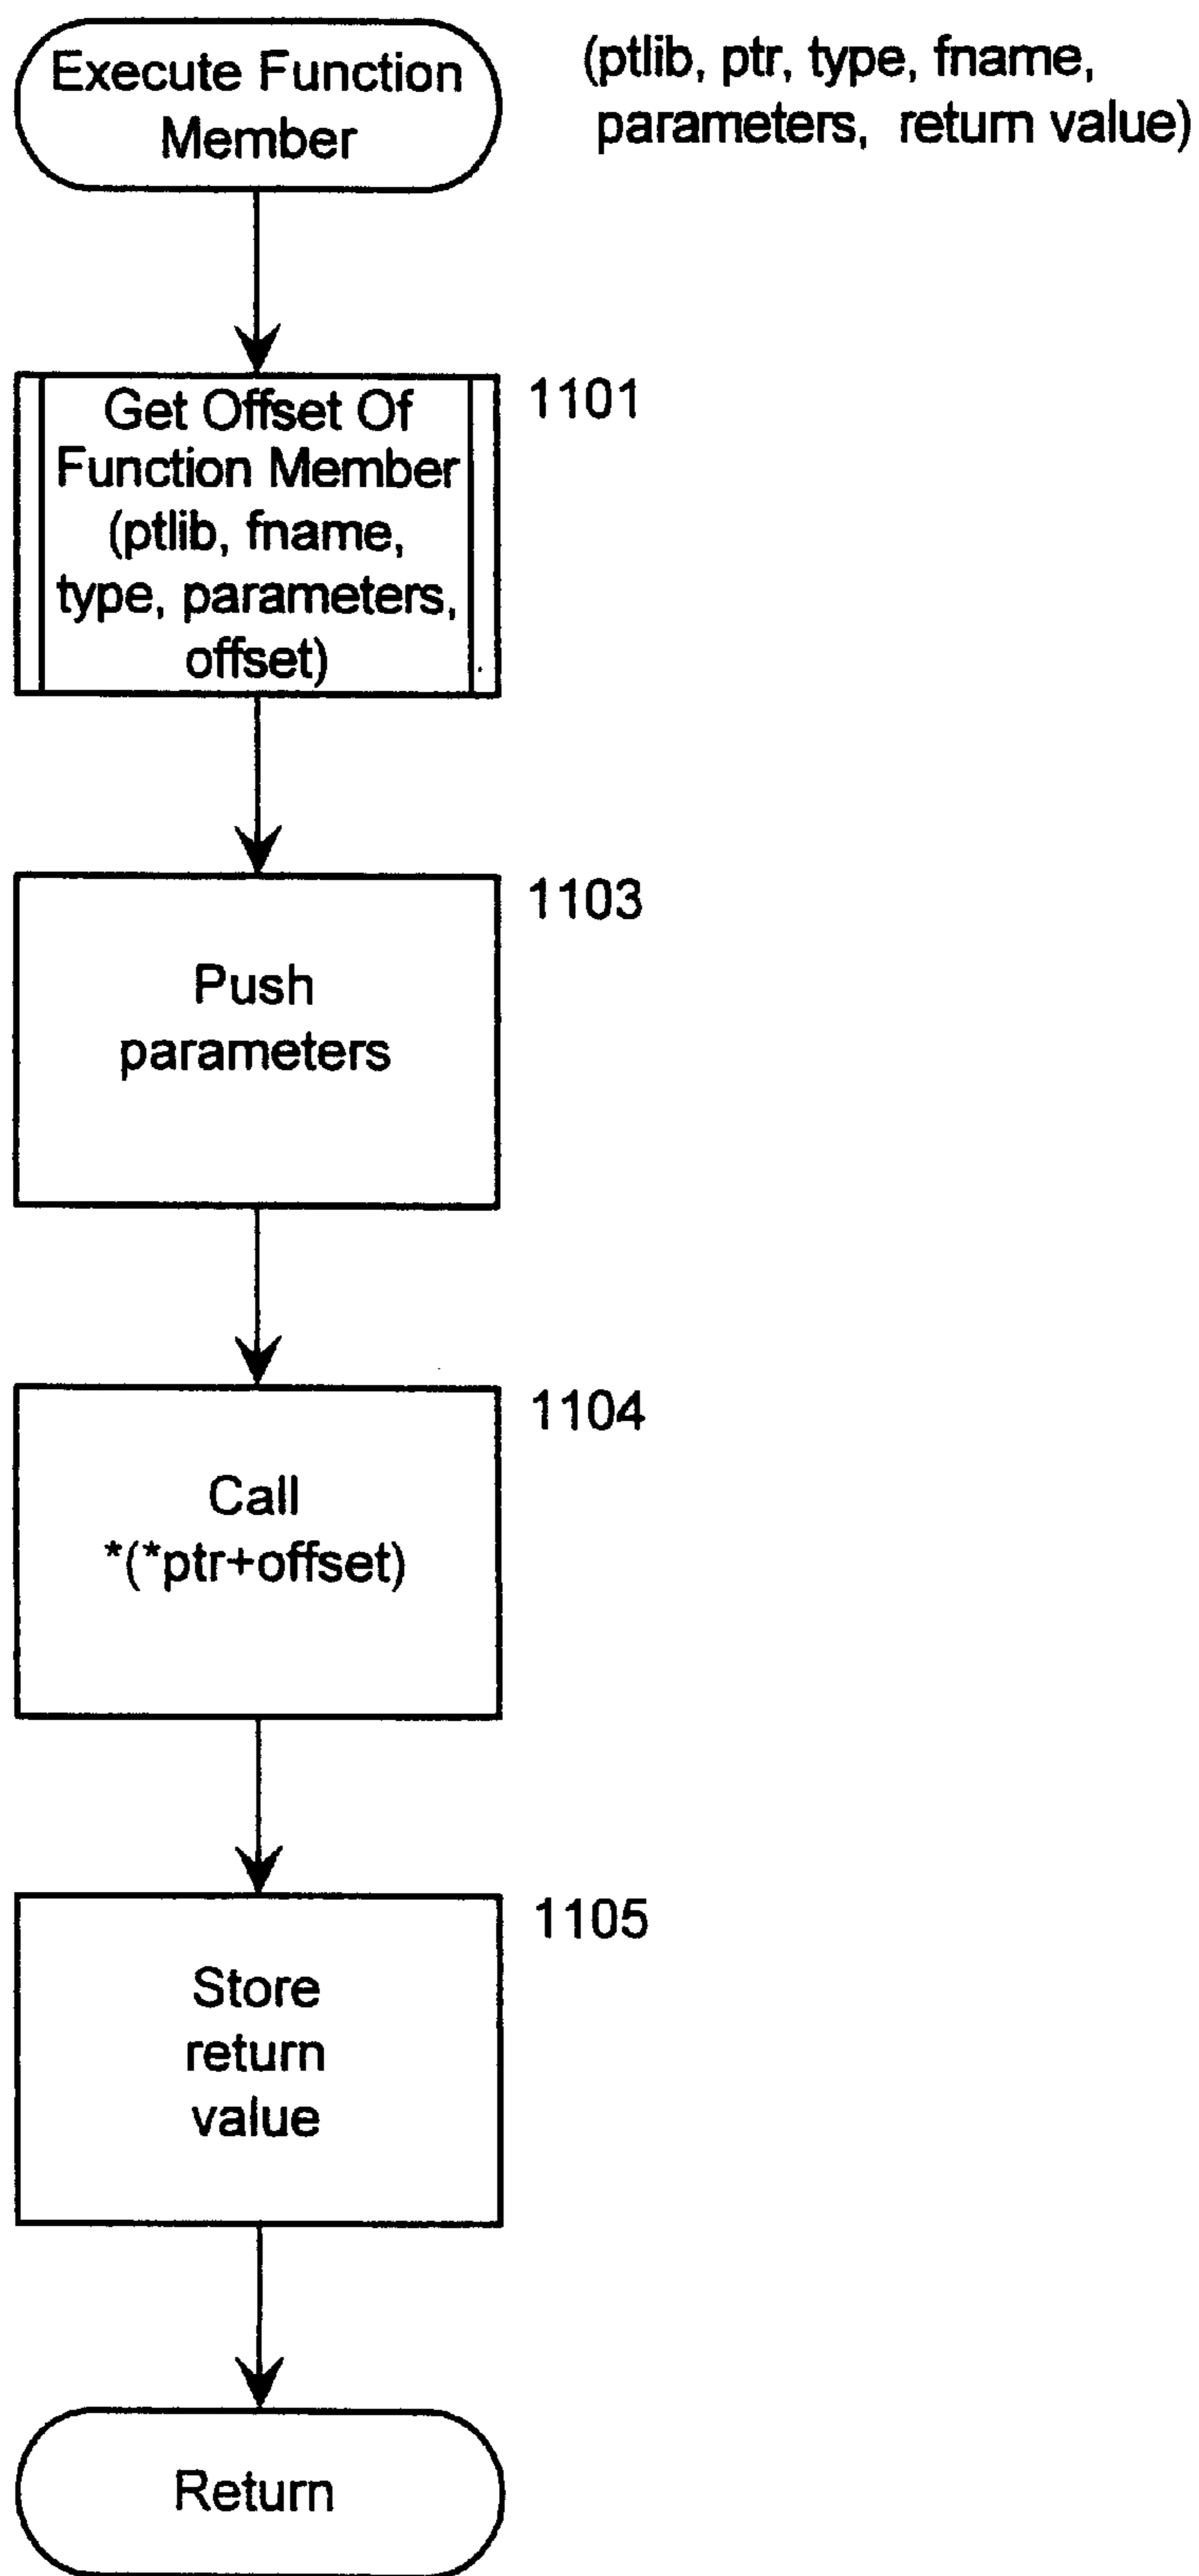 Execute Function
Member
(ptlib, ptr, type, fname,
parameters, return value)
Get Offset Of
Function Member
(ptlib, fname,
type, parameters,
offset)
1101
Push
parameters
1103
Call
*(*ptr+offset)
1104
Store
return
value
1105
Return